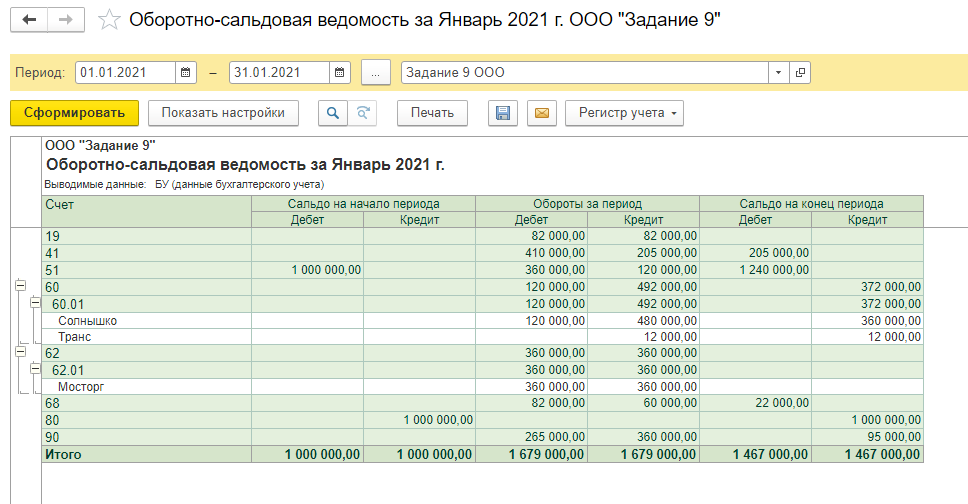 Оборотно-сальдовая ведомость за Январь 2021 г. ООО "Задание 9"
Период: 01.01.2021 – 31.01.2021 ... Задание 9 ООО
Сформировать Показать настройки Печать Регистр учета
ООО "Задание 9"
Оборотно-сальдовая ведомость за Январь 2021 г.
Выводимые данные: БУ (данные бухгалтерского учета)
Счет Сальдо на начало периода Обороты за период Сальдо на конец периода
Дебет Кредит Дебет Кредит Дебет Кредит
19 82 000,00 82 000,00
41 410 000,00 205 000,00 205 000,00
51 1 000 000,00 360 000,00 120 000,00 1 240 000,00
60 120 000,00 492 000,00 372 000,00
60.01 120 000,00 492 000,00 372 000,00
Солнышко 120 000,00 480 000,00 360 000,00
Транс 12 000,00 12 000,00
62 360 000,00 360 000,00
62.01 360 000,00 360 000,00
Мосторг 360 000,00 360 000,00
68 82 000,00 60 000,00 22 000,00
80 1 000 000,00 1 000 000,00
90 265 000,00 360 000,00 95 000,00
Итого 1 000 000,00 1 000 000,00 1 679 000,00 1 679 000,00 1 467 000,00 1 467 000,00